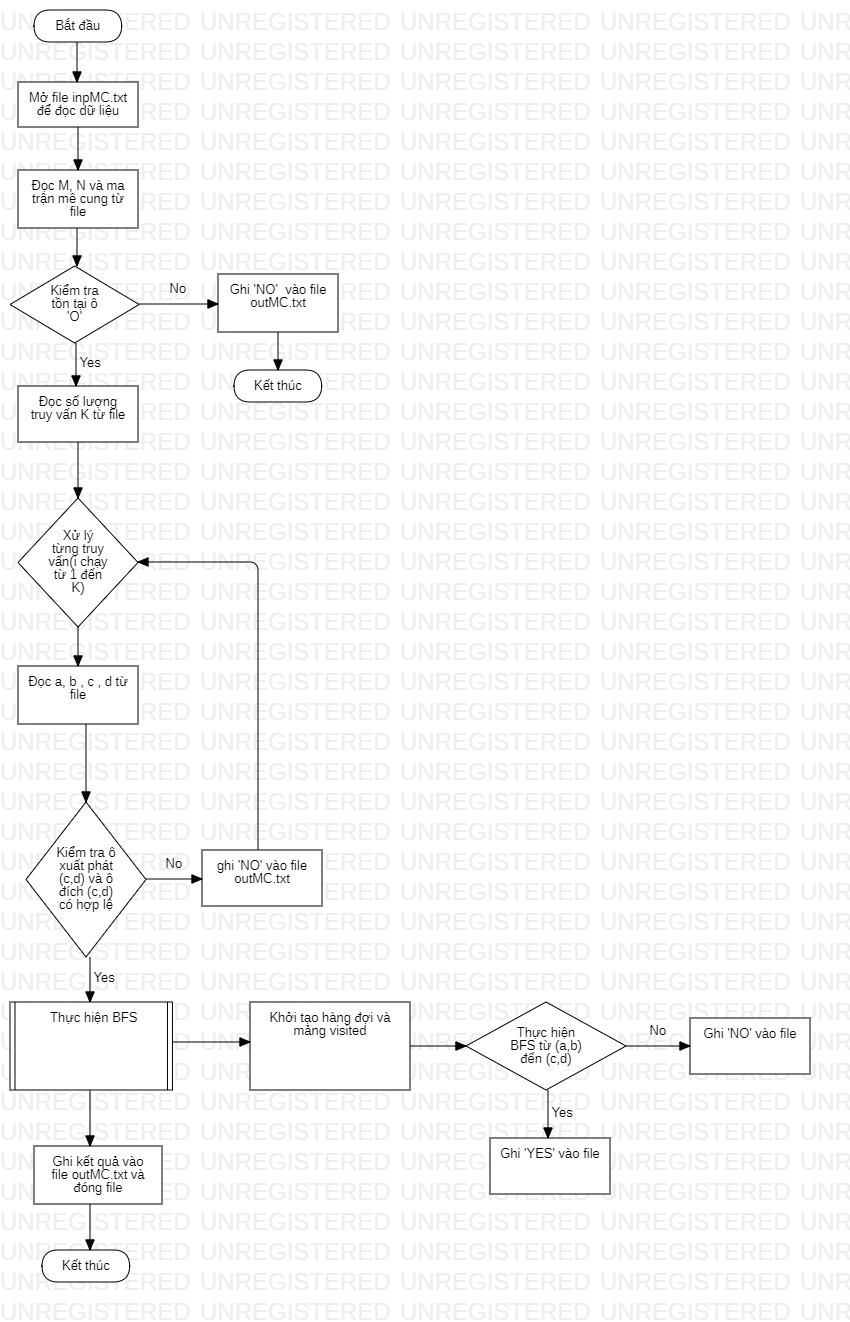 Bắt đầu
Mở file inpMC.txt
để đọc dữ liệu
Đọc M, N và ma
trận mê cung từ
file
Kiểm tra
tồn tại ô
'O'
No
Ghi 'NO'  vào file
outMC.txt
Kết thúc
Yes
Đọc số lượng
truy vấn K từ file
Xử lý
từng truy
vấn(i chạy
từ 1 đến
K)
Đọc a, b , c , d từ
file
Kiểm tra ô
xuất phát
(c,d) và ô
đích (c,d)
có hợp lệ
No
ghi 'NO' vào file
outMC.txt
Yes
Thực hiện BFS
Khởi tạo hàng đợi và
mảng visited
Thực hiện
BFS từ (a,b)
đến (c,d)
No
Ghi 'NO' vào file
Yes
Ghi 'YES' vào file
Ghi kết quả vào
file outMC.txt và
đóng file
Kết thúc
UNREGISTERED